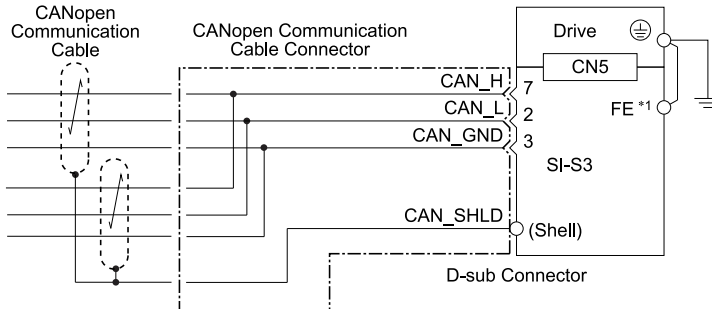 CANopen
Communication
Cable
CANopen Communication
Cable Connector
Drive
CN5
CAN_H
7
CAN_L
2
FE *1
CAN_GND
3
SI-S3
CAN_SHLD
(Shell)
D-sub Connector